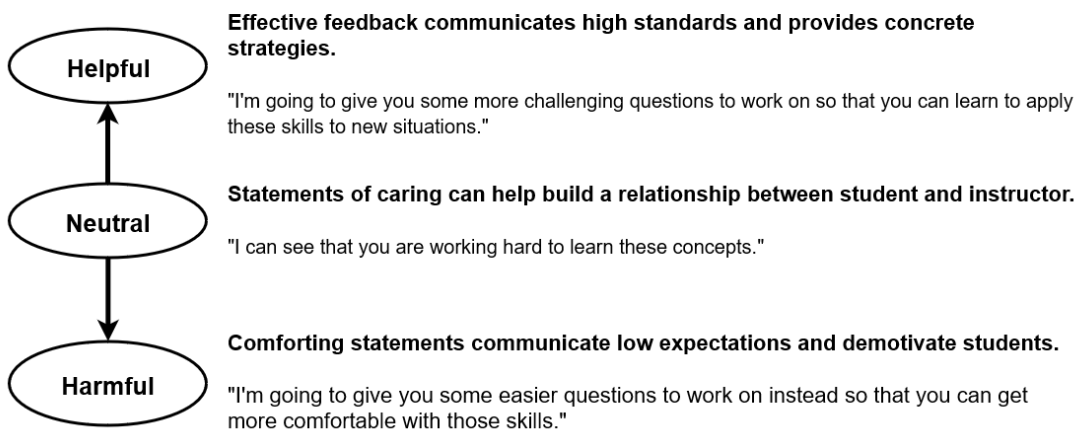 Helpful
Effective feedback communicates high standards and provides concrete
strategies.
"I'm going to give you some more challenging questions to work on so that you can learn to apply
these skills to new situations."
Neutral
Statements of caring can help build a relationship between student and instructor.
"I can see that you are working hard to learn these concepts."
Harmful
Comforting statements communicate low expectations and demotivate students.
"I'm going to give you some easier questions to work on instead so that you can get
more comfortable with those skills."